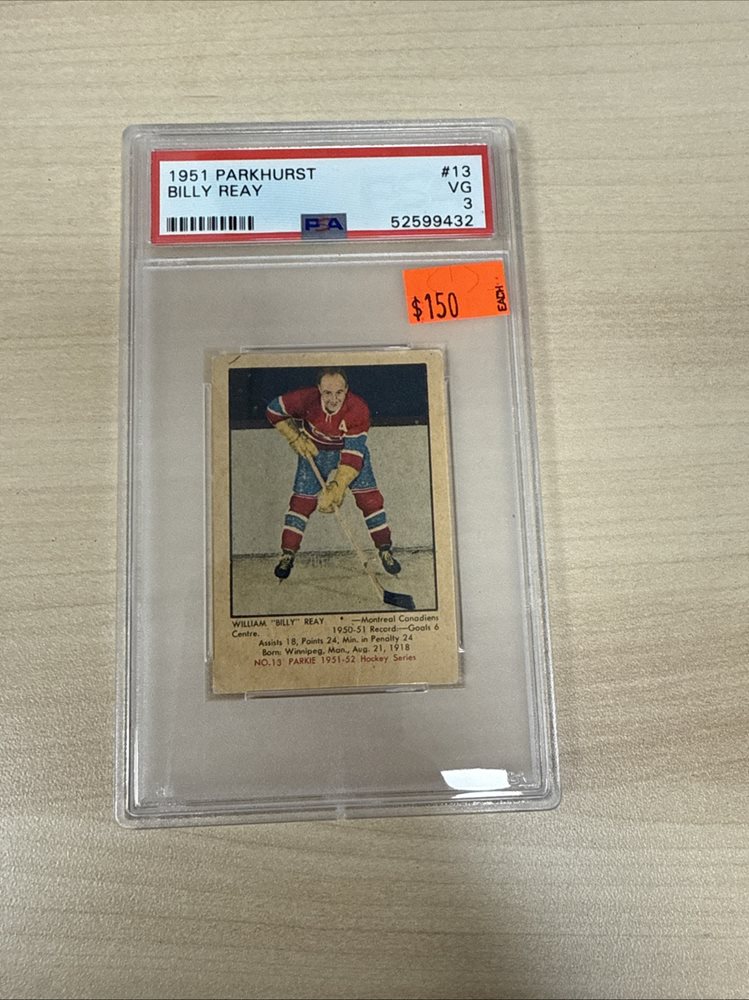 1951 PARKHURST #13
BILLY REAY VG
3
PSA 52599432
$150 EACH
A
WILLIAM "BILLY" REAY * —Montreal Canadiens
Centre. 1950-51 Record:—Goals 6
Assists 18, Points 24, Min. in Penalty 24
Born: Winnipeg, Man., Aug. 21, 1918
NO.13 PARKIE 1951-52 Hockey Series